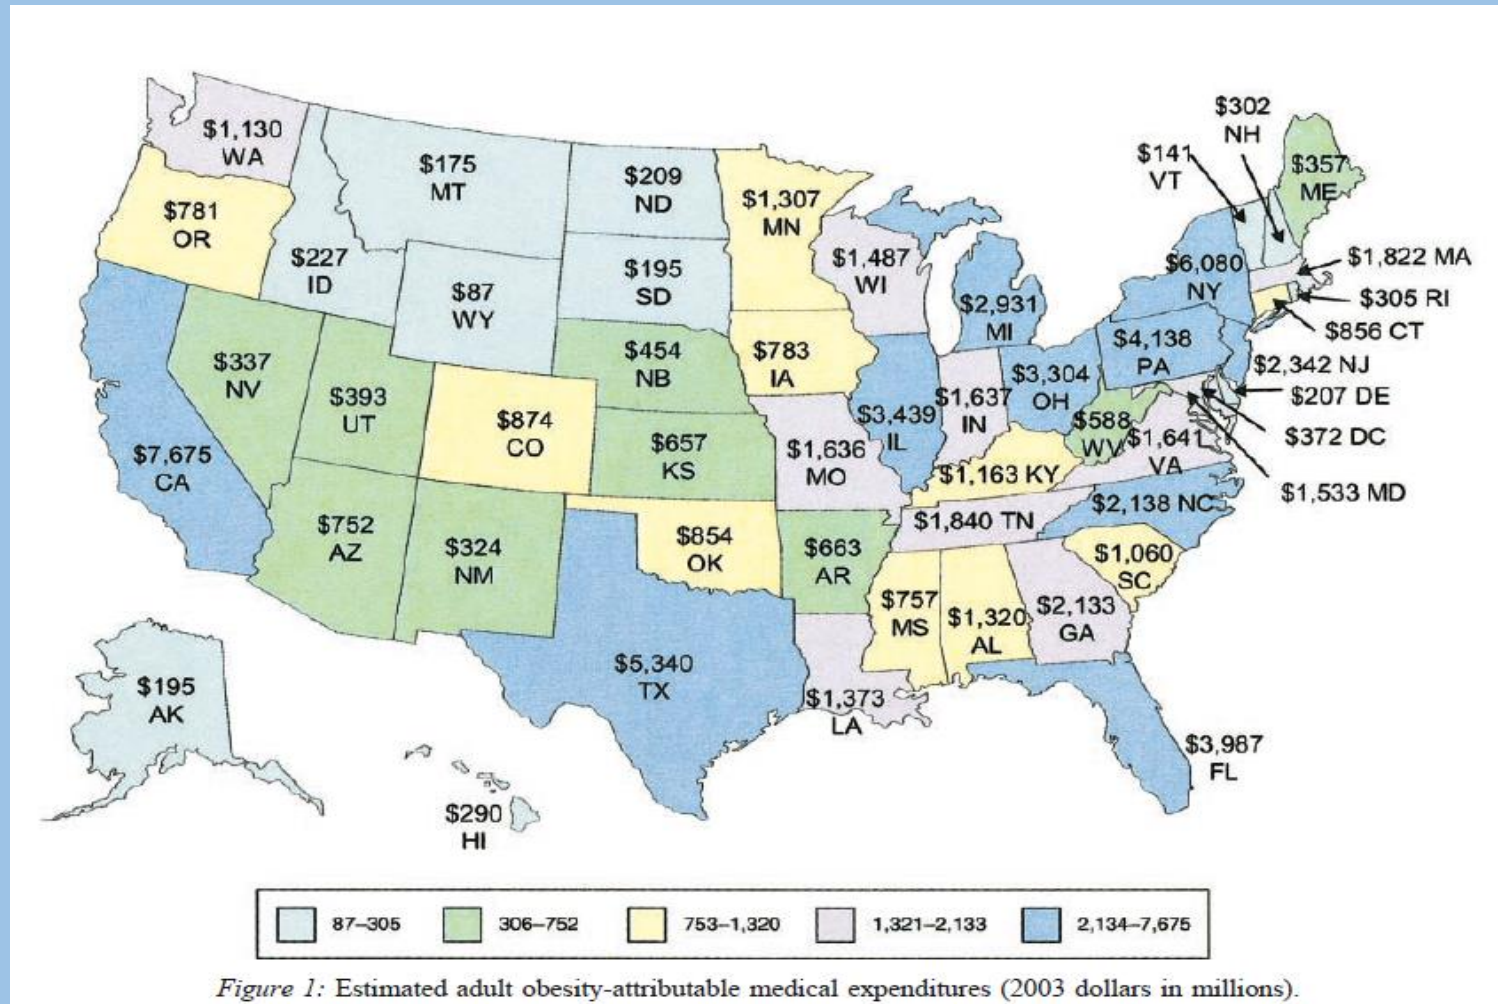 $302
NH
$141
VT
$357
ME
$1,130
WA
$175
MT
$209
ND
$1,307
MN
$781
OR
$227
ID
$87
WY
$195
SD
$1,487
WI
$2,931
MI
$6,080
NY
$1,822 MA
$305 RI
$856 CT
$2,342 NJ
$207 DE
$372 DC
$1,533 MD
$4,138
PA
$337
NV
$393
UT
$454
NB
$783
IA
$874
CO
$657
KS
$1,636
MO
$3,439
IL
$1,637
IN
$3,304
OH
$588
WV
$1,641
VA
$7,675
CA
$1,163 KY
$2,138 NC
$1,840 TN
$752
AZ
$324
NM
$854
OK
$663
AR
$1,060
SC
$757
MS
$1,320
AL
$2,133
GA
$5,340
TX
$1,373
LA
$3,987
FL
$195
AK
$290
HI
87–305
306–752
753–1,320
1,321–2,133
2,134–7,675
Figure 1: Estimated adult obesity-attributable medical expenditures (2003 dollars in millions).